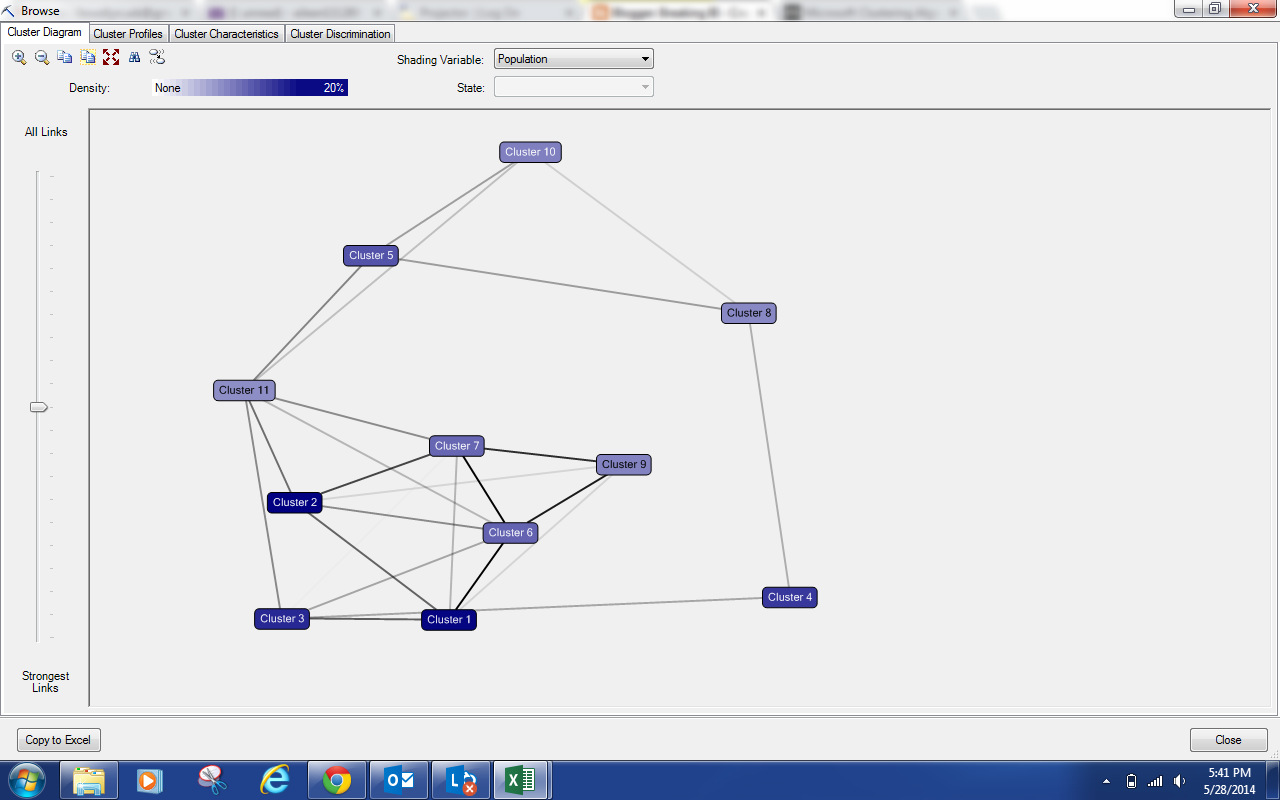 Browse
Cluster Diagram
Cluster Profiles
Cluster Characteristics
Cluster Discrimination
Shading Variable:
Population
Density:
None
20%
State:
All Links
Cluster 10
Cluster 5
Cluster 8
Cluster 11
Cluster 7
Cluster 9
Cluster 2
Cluster 6
Cluster 4
Cluster 3
Cluster 1
Strongest
Links
Copy to Excel
Close
5:41 PM
5/28/2014